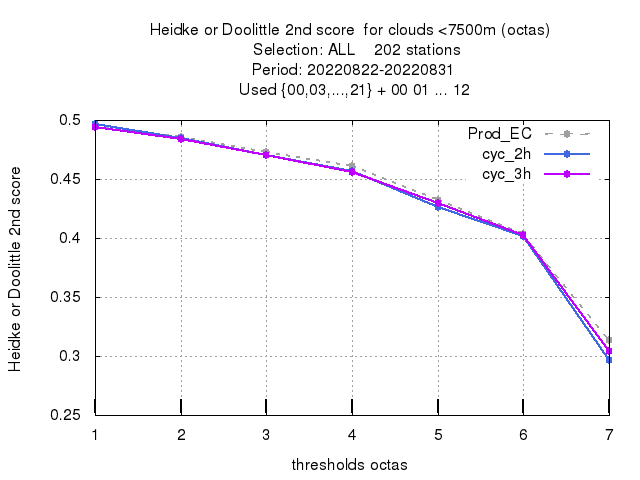 Heidke or Doolittle 2nd score  for clouds <7500m (octas)
Selection: ALL    202 stations
Period: 20220822-20220831
Used {00,03,...,21} + 00 01 ... 12
Prod_EC
cyc_2h
cyc_3h
Heidke or Doolittle 2nd score
0.5
0.45
0.4
0.35
0.3
0.25
1 2 3 4 5 6 7
thresholds octas